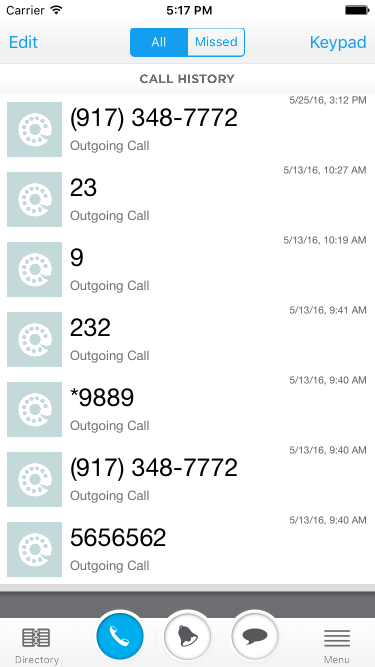 Carrier 5:17 PM
Edit All Missed Keypad
CALL HISTORY
5/25/16, 3:12 PM
(917) 348-7772
Outgoing Call
5/13/16, 10:27 AM
23
Outgoing Call
5/13/16, 10:19 AM
9
Outgoing Call
5/13/16, 9:41 AM
232
Outgoing Call
5/13/16, 9:40 AM
*9889
Outgoing Call
5/13/16, 9:40 AM
(917) 348-7772
Outgoing Call
5/13/16, 9:40 AM
5656562
Outgoing Call
Directory Menu